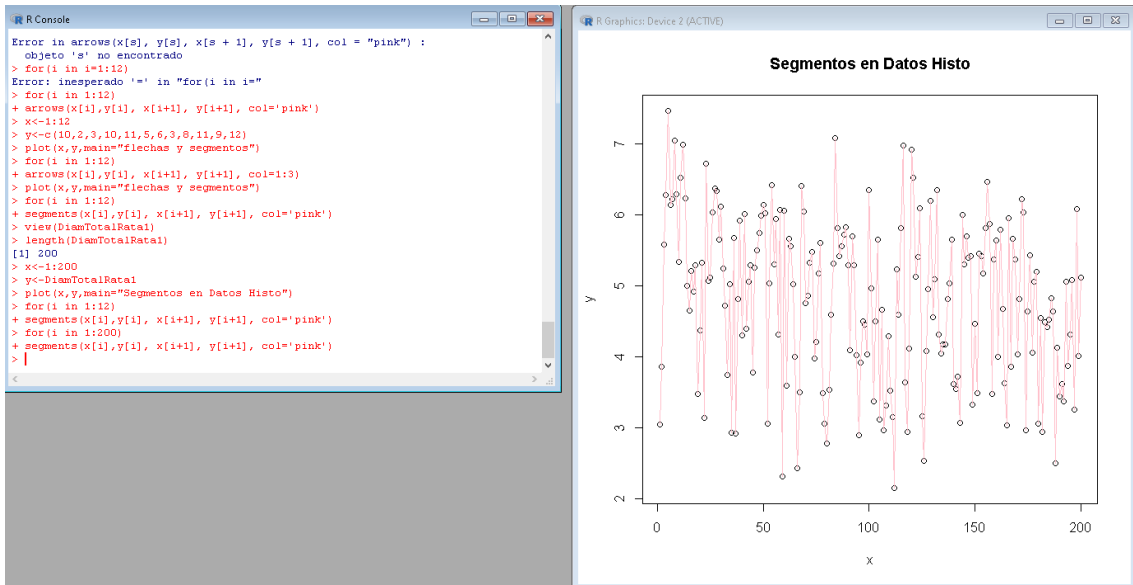 R Console
Error in arrows(x[s], y[s], x[s + 1], y[s + 1], col = "pink") :
  objeto 's' no encontrado
> for(i in i=1:12)
Error: inesperado '=' in "for(i in i="
> for(i in 1:12)
+ arrows(x[i],y[i], x[i+1], y[i+1], col='pink')
> x<-1:12
> y<-c(10,2,3,10,11,5,6,3,8,11,9,12)
> plot(x,y,main="flechas y segmentos")
> for(i in 1:12)
+ arrows(x[i],y[i], x[i+1], y[i+1], col=1:3)
> plot(x,y,main="flechas y segmentos")
> for(i in 1:12)
+ segments(x[i],y[i], x[i+1], y[i+1], col='pink')
> view(DiamTotalRata1)
> length(DiamTotalRata1)
[1] 200
> x<-1:200
> y<-DiamTotalRata1
> plot(x,y,main="Segmentos en Datos Histo")
> for(i in 1:12)
+ segments(x[i],y[i], x[i+1], y[i+1], col='pink')
> for(i in 1:200)
+ segments(x[i],y[i], x[i+1], y[i+1], col='pink')
>
R Graphics: Device 2 (ACTIVE)
Segmentos en Datos Histo
y
7
6
5
4
3
2
0
50
100
150
200
x